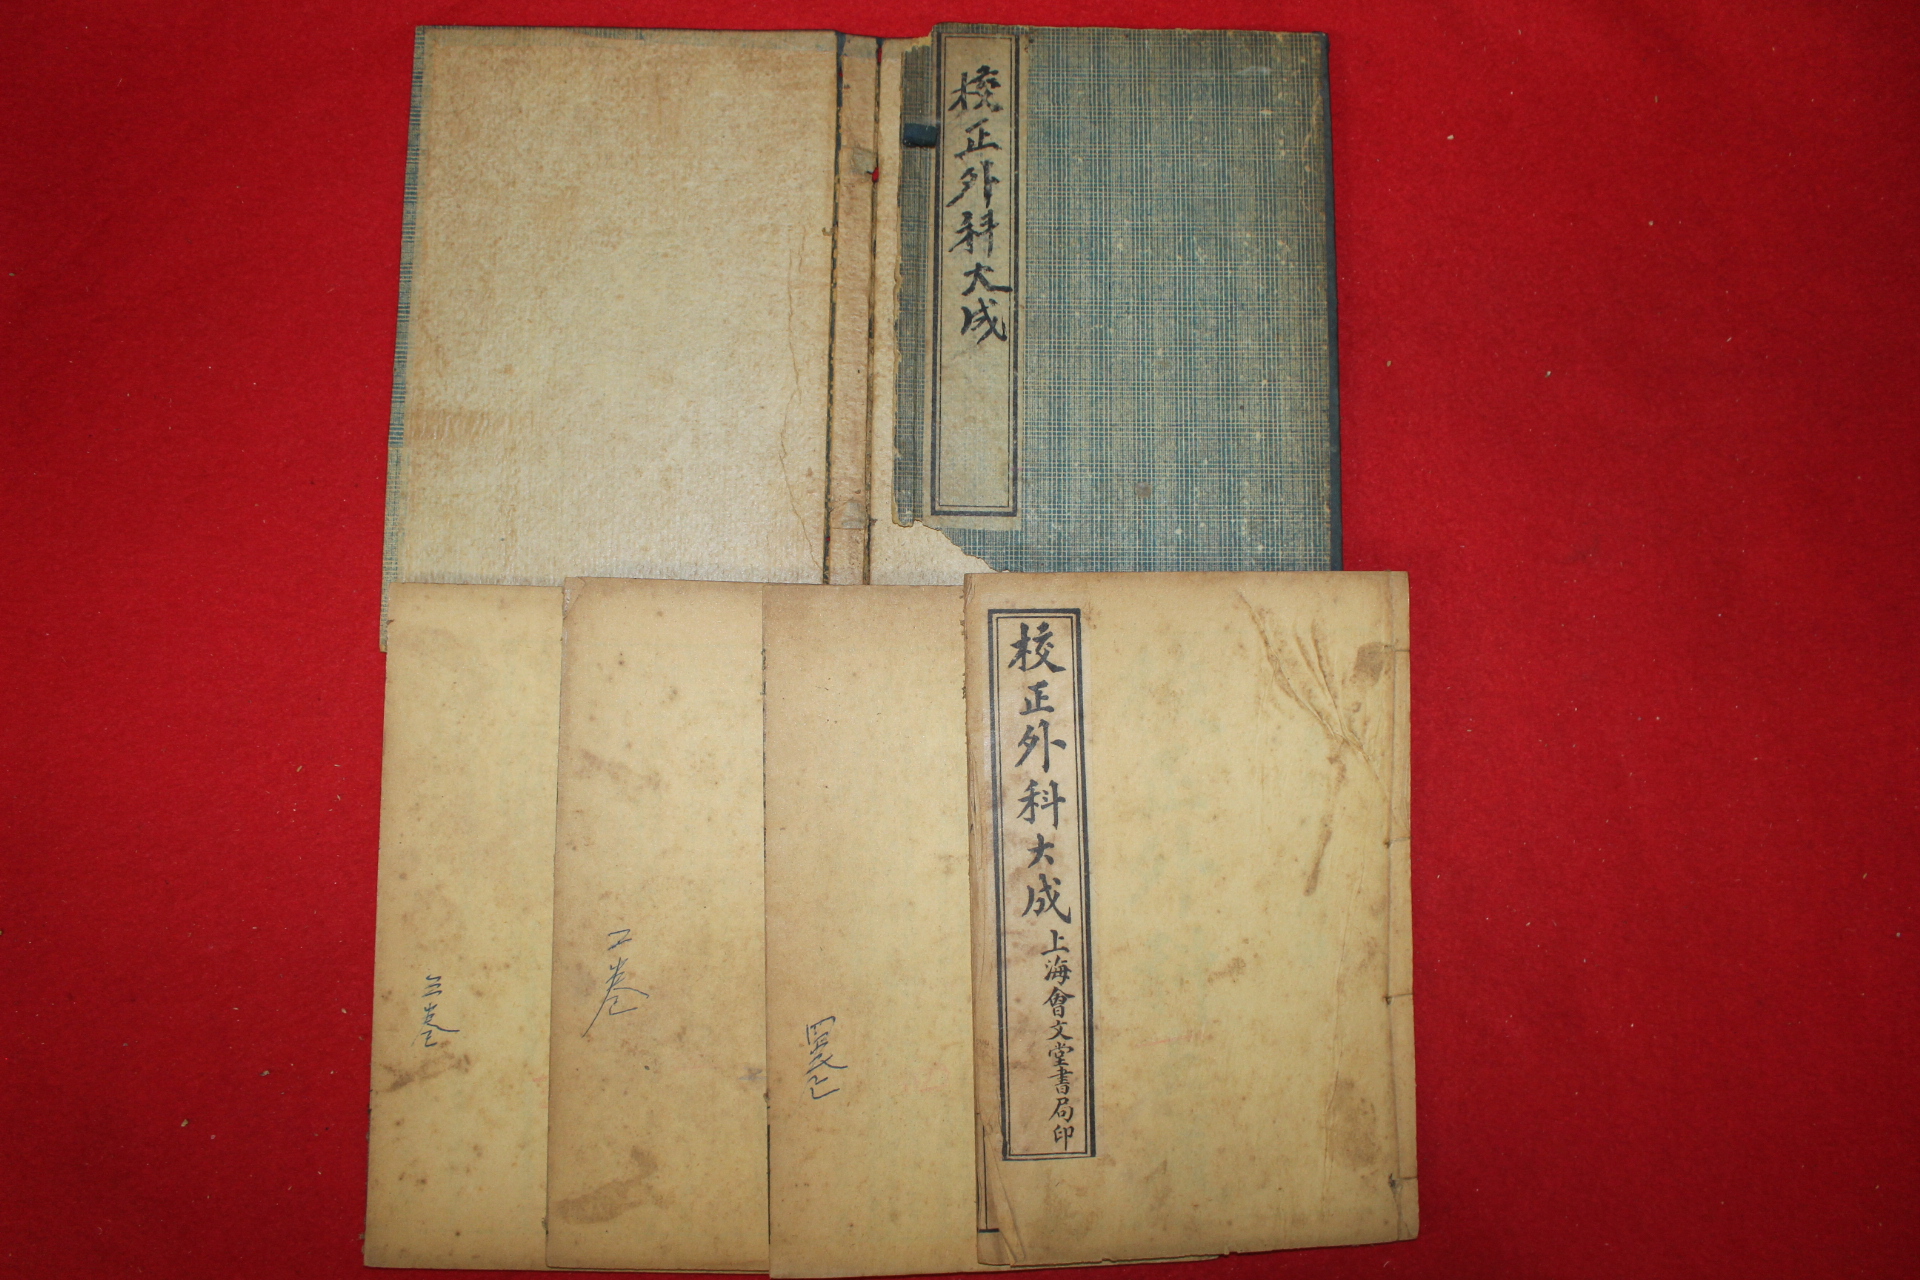 校正外科大成
校正外科大成
上海會文堂書局印
四卷
二卷
三卷